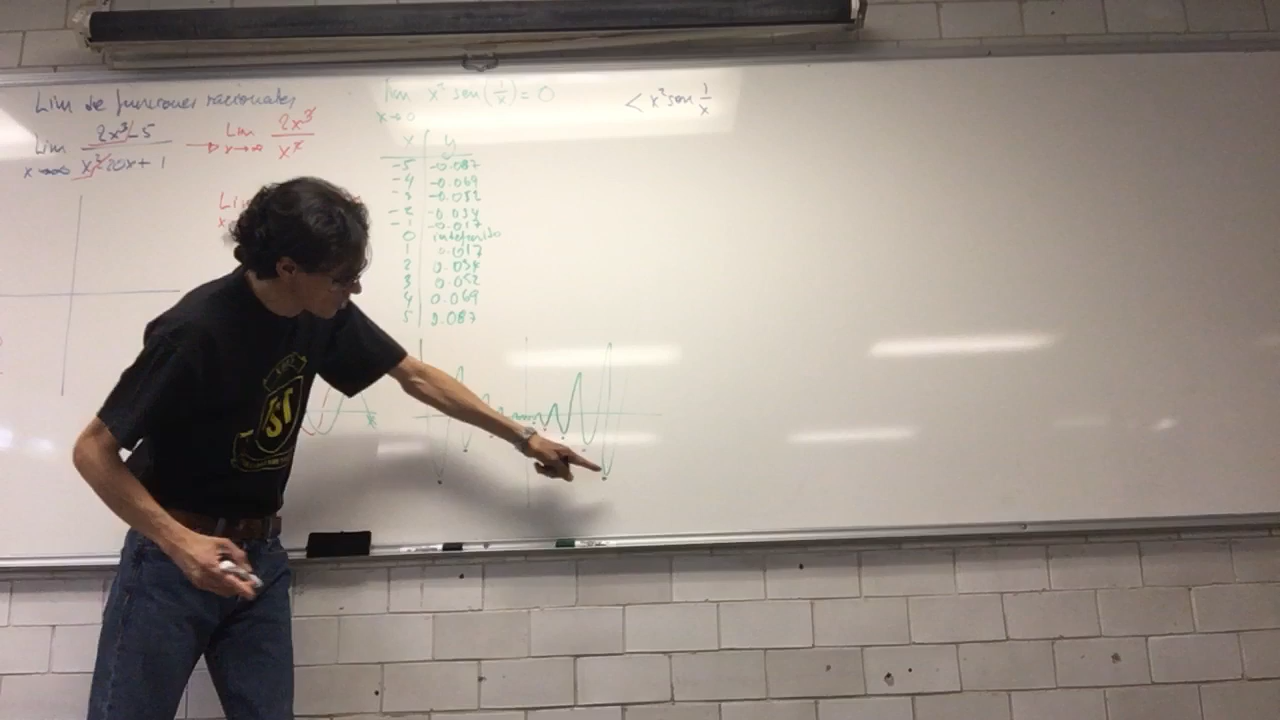 Lim de funciones racionales
Lim 2x³-5 → Lim 2x³
x→∞ x²20x+1 x→∞ x²
Li
lim x² sen(1/x) = 0
x→0
x y
-5 -0.087
-4 -0.069
-3 -0.052
-2 -0.034
-1 -0.017
0 indefinido
1 0.017
2 0.034
3 0.052
4 0.069
5 0.087
< x² sen 1/x
x